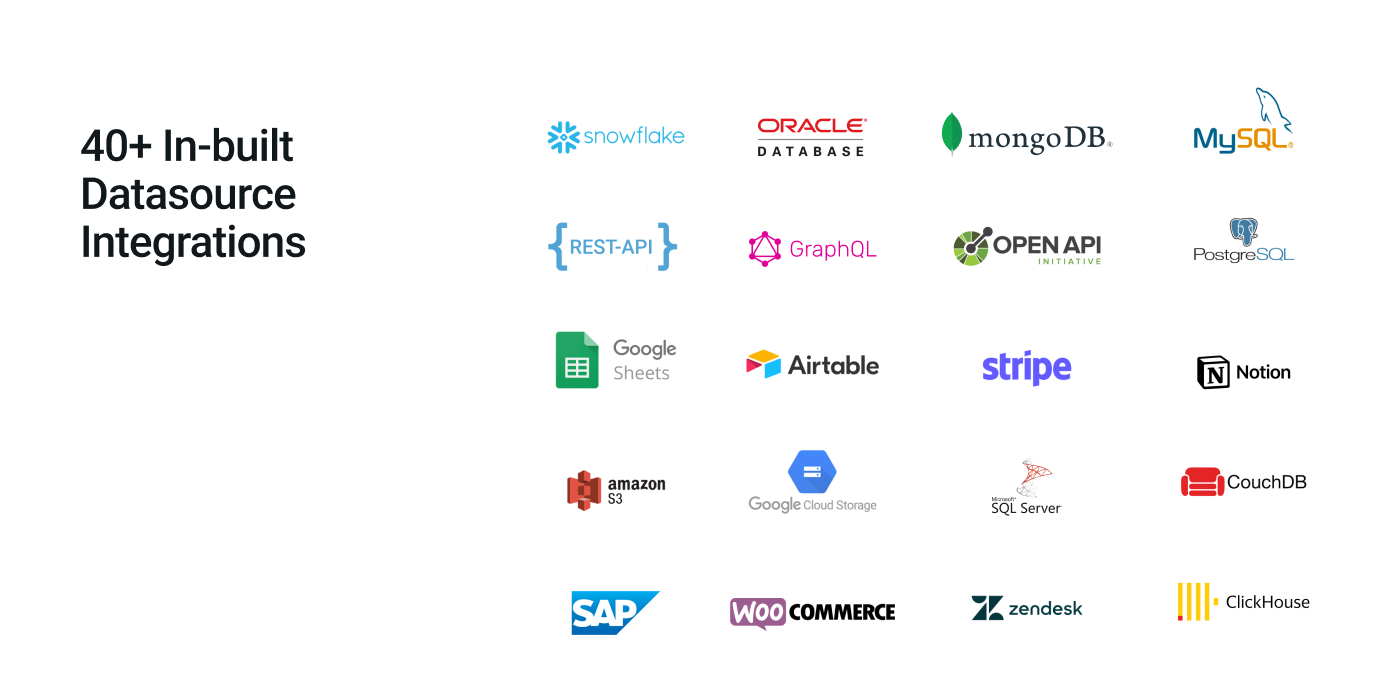 40+ In-built
Datasource
Integrations
snowflake
ORACLE®
DATABASE
mongoDB®
MySQL®
{REST-API}
GraphQL
OPEN API
INITIATIVE
PostgreSQL
Google
Sheets
Airtable
stripe
N Notion
amazon
S3
Google Cloud Storage
Microsoft®
SQL Server
CouchDB
SAP
WOO COMMERCE
zendesk
ClickHouse